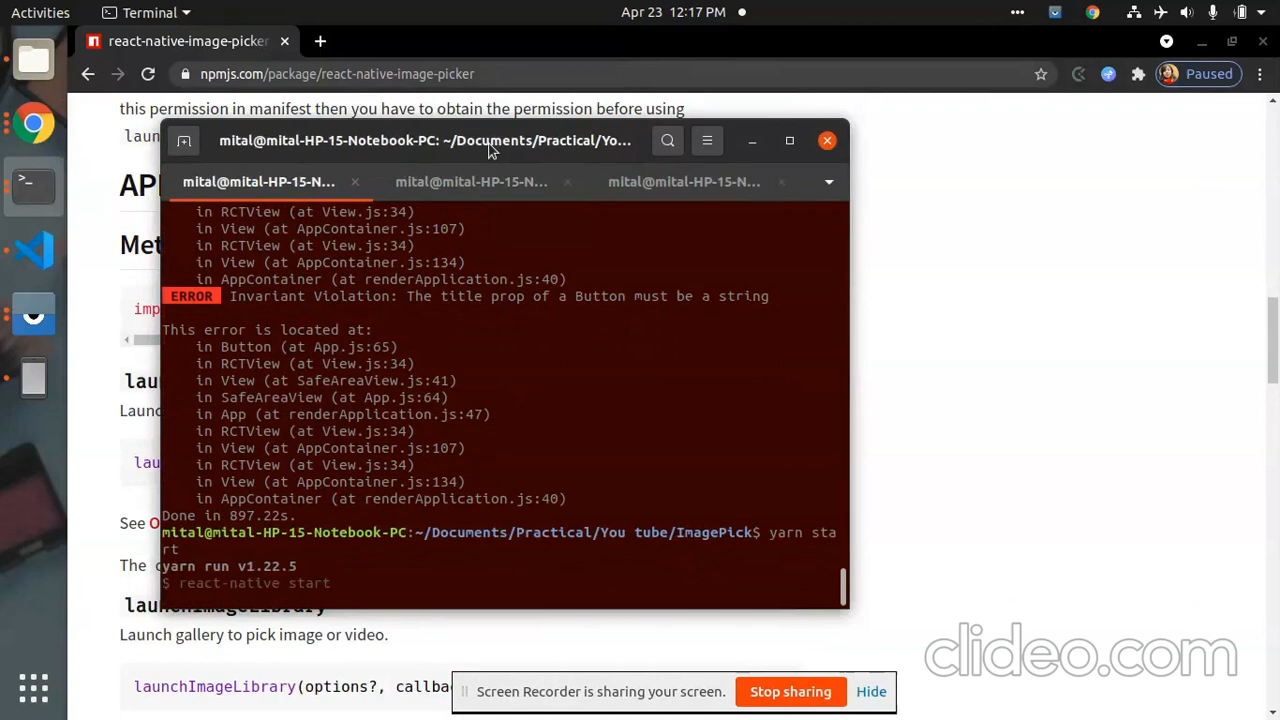 Activities
Terminal
Apr 23 12:17 PM
react-native-image-picker
npmjs.com/package/react-native-image-picker
Paused
this permission in manifest then you have to obtain the permission before using
mital@mital-HP-15-Notebook-PC: ~/Documents/Practical/Yo...
mital@mital-HP-15-N...
mital@mital-HP-15-N...
mital@mital-HP-15-N...
in RCTView (at View.js:34)
in View (at AppContainer.js:107)
in RCTView (at View.js:34)
in View (at AppContainer.js:134)
in AppContainer (at renderApplication.js:40)
ERROR Invariant Violation: The title prop of a Button must be a string
This error is located at:
in Button (at App.js:65)
in RCTView (at View.js:34)
in View (at SafeAreaView.js:41)
in SafeAreaView (at App.js:64)
in App (at renderApplication.js:47)
in RCTView (at View.js:34)
in View (at AppContainer.js:107)
in RCTView (at View.js:34)
in View (at AppContainer.js:134)
in AppContainer (at renderApplication.js:40)
Done in 897.22s.
mital@mital-HP-15-Notebook-PC:~/Documents/Practical/You tube/ImagePick$ yarn sta
rt
yarn run v1.22.5
$ react-native start
See
The
launchImageLibrary
Launch gallery to pick image or video.
launchImageLibrary(options?, callba
Screen Recorder is sharing your screen.
Stop sharing
Hide
clideo.com